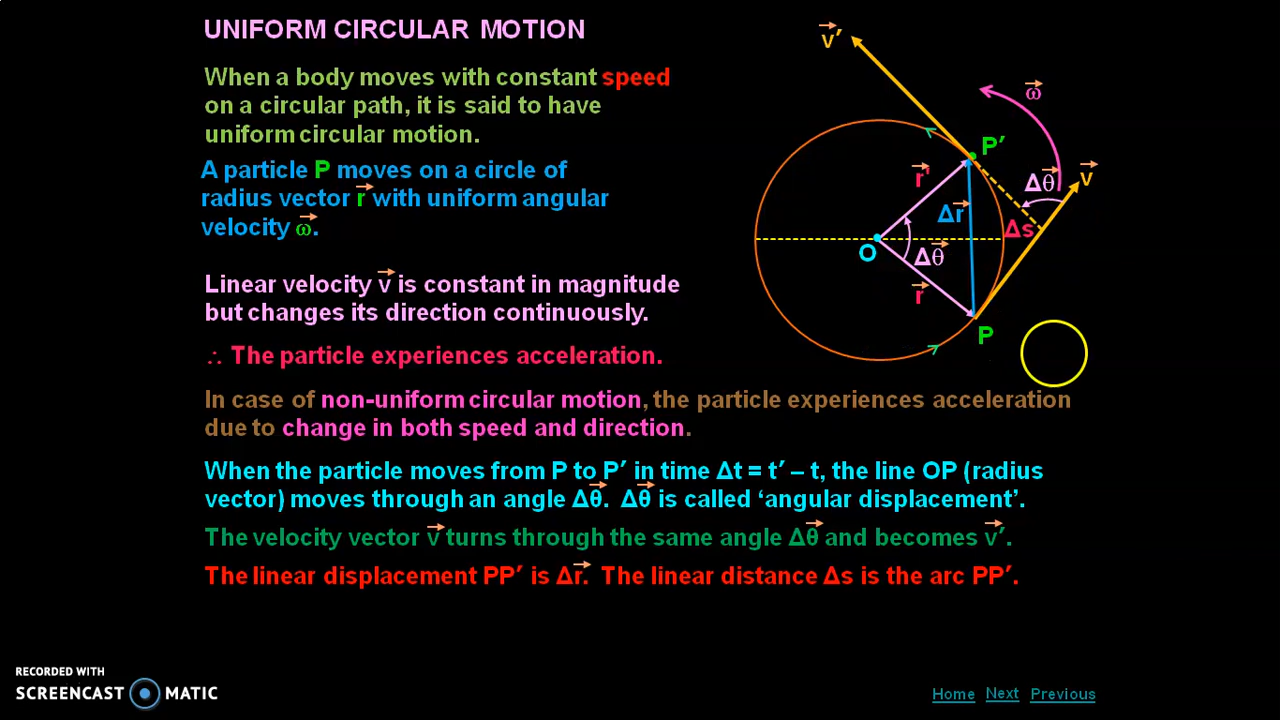 UNIFORM CIRCULAR MOTION
When a body moves with constant speed
on a circular path, it is said to have
uniform circular motion.
A particle P moves on a circle of
radius vector r⃗ with uniform angular
velocity ω⃗.
Linear velocity v⃗ is constant in magnitude
but changes its direction continuously.
∴ The particle experiences acceleration.
In case of non-uniform circular motion, the particle experiences acceleration
due to change in both speed and direction.
When the particle moves from P to P′ in time Δt = t′ – t, the line OP (radius
vector) moves through an angle Δθ⃗. Δθ⃗ is called ‘angular displacement’.
The velocity vector v⃗ turns through the same angle Δθ⃗ and becomes v⃗′.
The linear displacement PP′ is Δr⃗. The linear distance Δs is the arc PP′.
v⃗′
ω⃗
P′
v⃗
r⃗'
Δθ⃗
Δr⃗
Δs
O
Δθ⃗
r⃗
P
RECORDED WITH
SCREENCAST MATIC
Home Next Previous